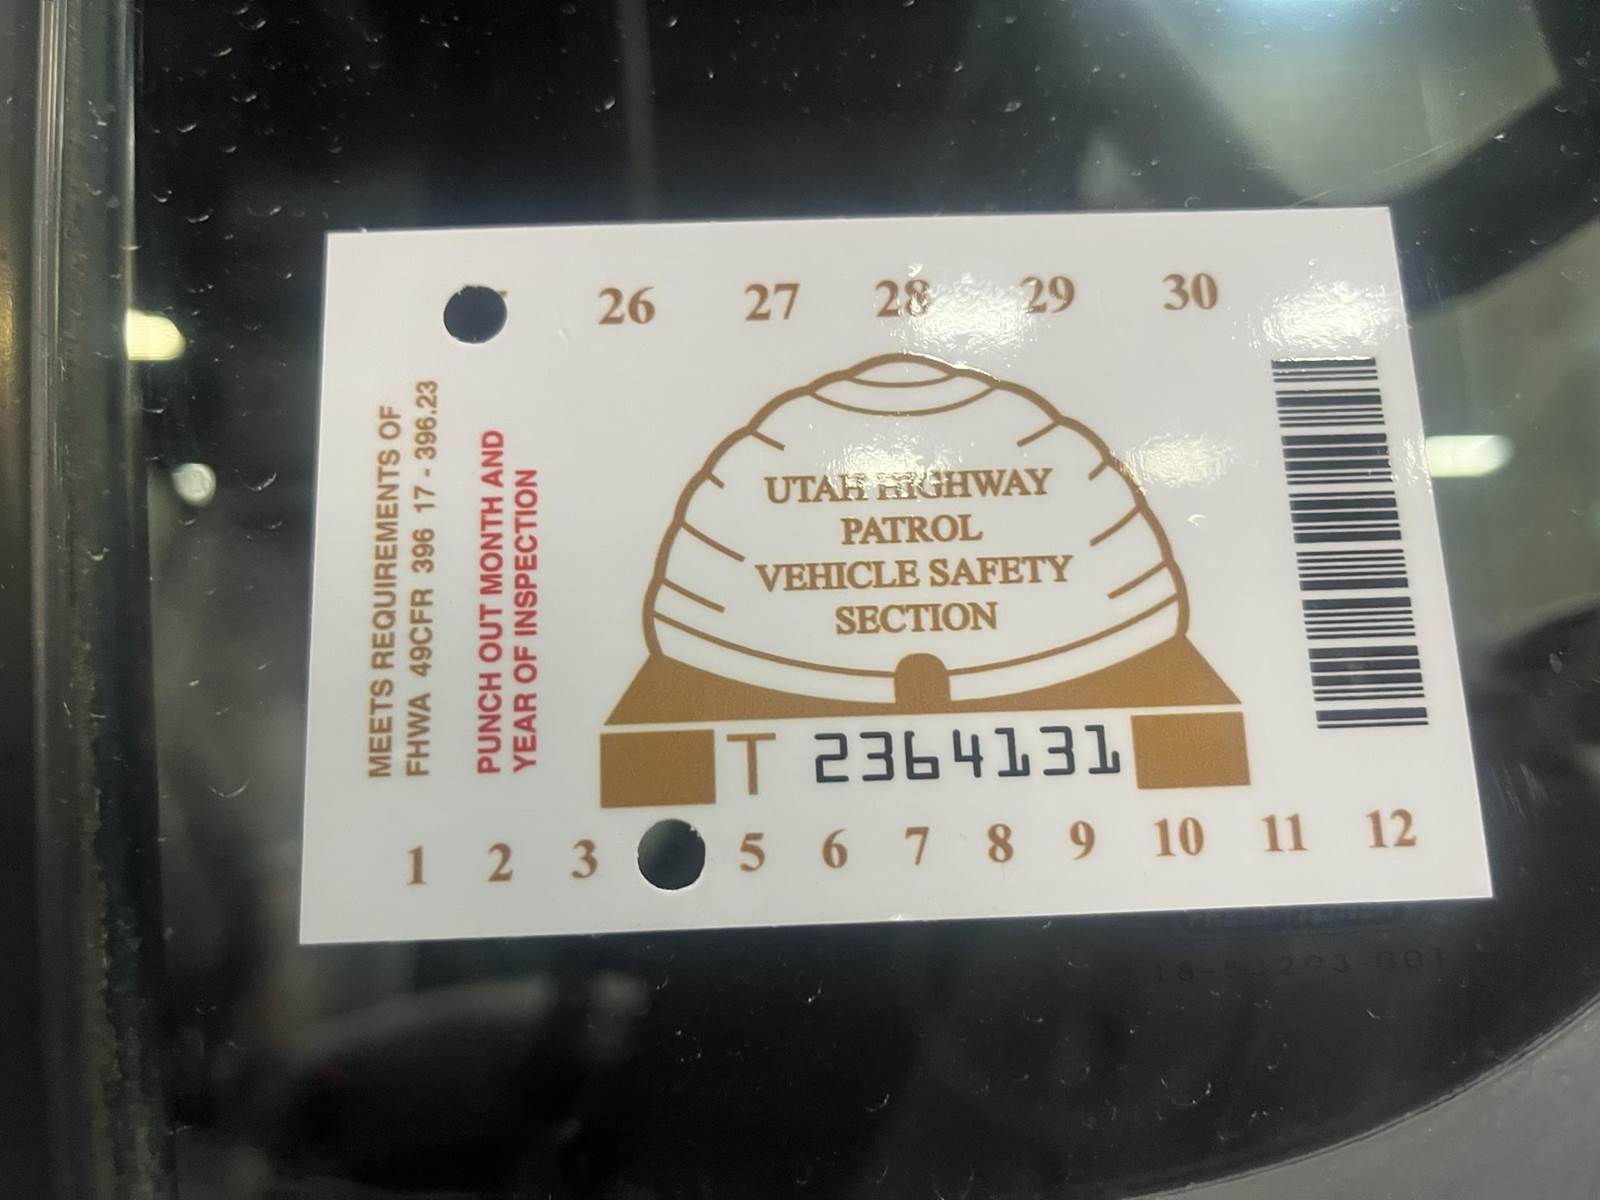 26 27 28 29 30
MEETS REQUIREMENTS OF
FHWA 49CFR 396 17 - 396.23
PUNCH OUT MONTH AND
YEAR OF INSPECTION
UTAH HIGHWAY
PATROL
VEHICLE SAFETY
SECTION
T 2364131
1 2 3 5 6 7 8 9 10 11 12